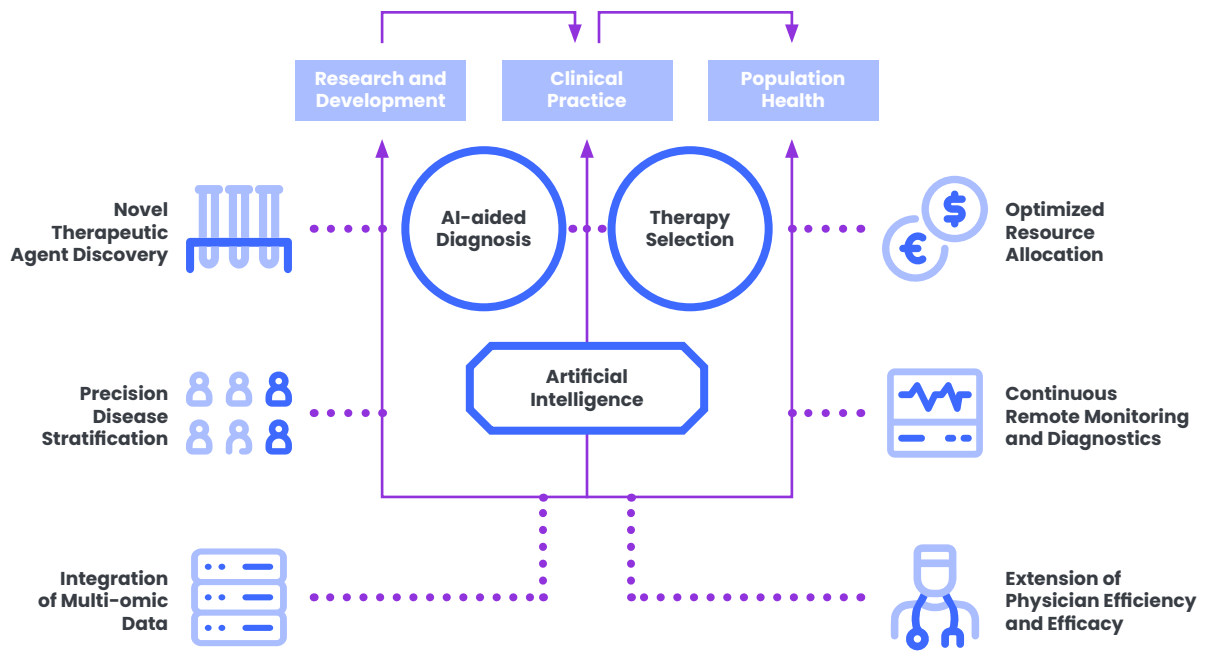 Research and
Development
Clinical
Practice
Population
Health
Novel
Therapeutic
Agent Discovery
AI-aided
Diagnosis
Therapy
Selection
$
€
Optimized
Resource
Allocation
Artificial
Intelligence
Precision
Disease
Stratification
Continuous
Remote Monitoring
and Diagnostics
Integration
of Multi-omic
Data
Extension of
Physician Efficiency
and Efficacy